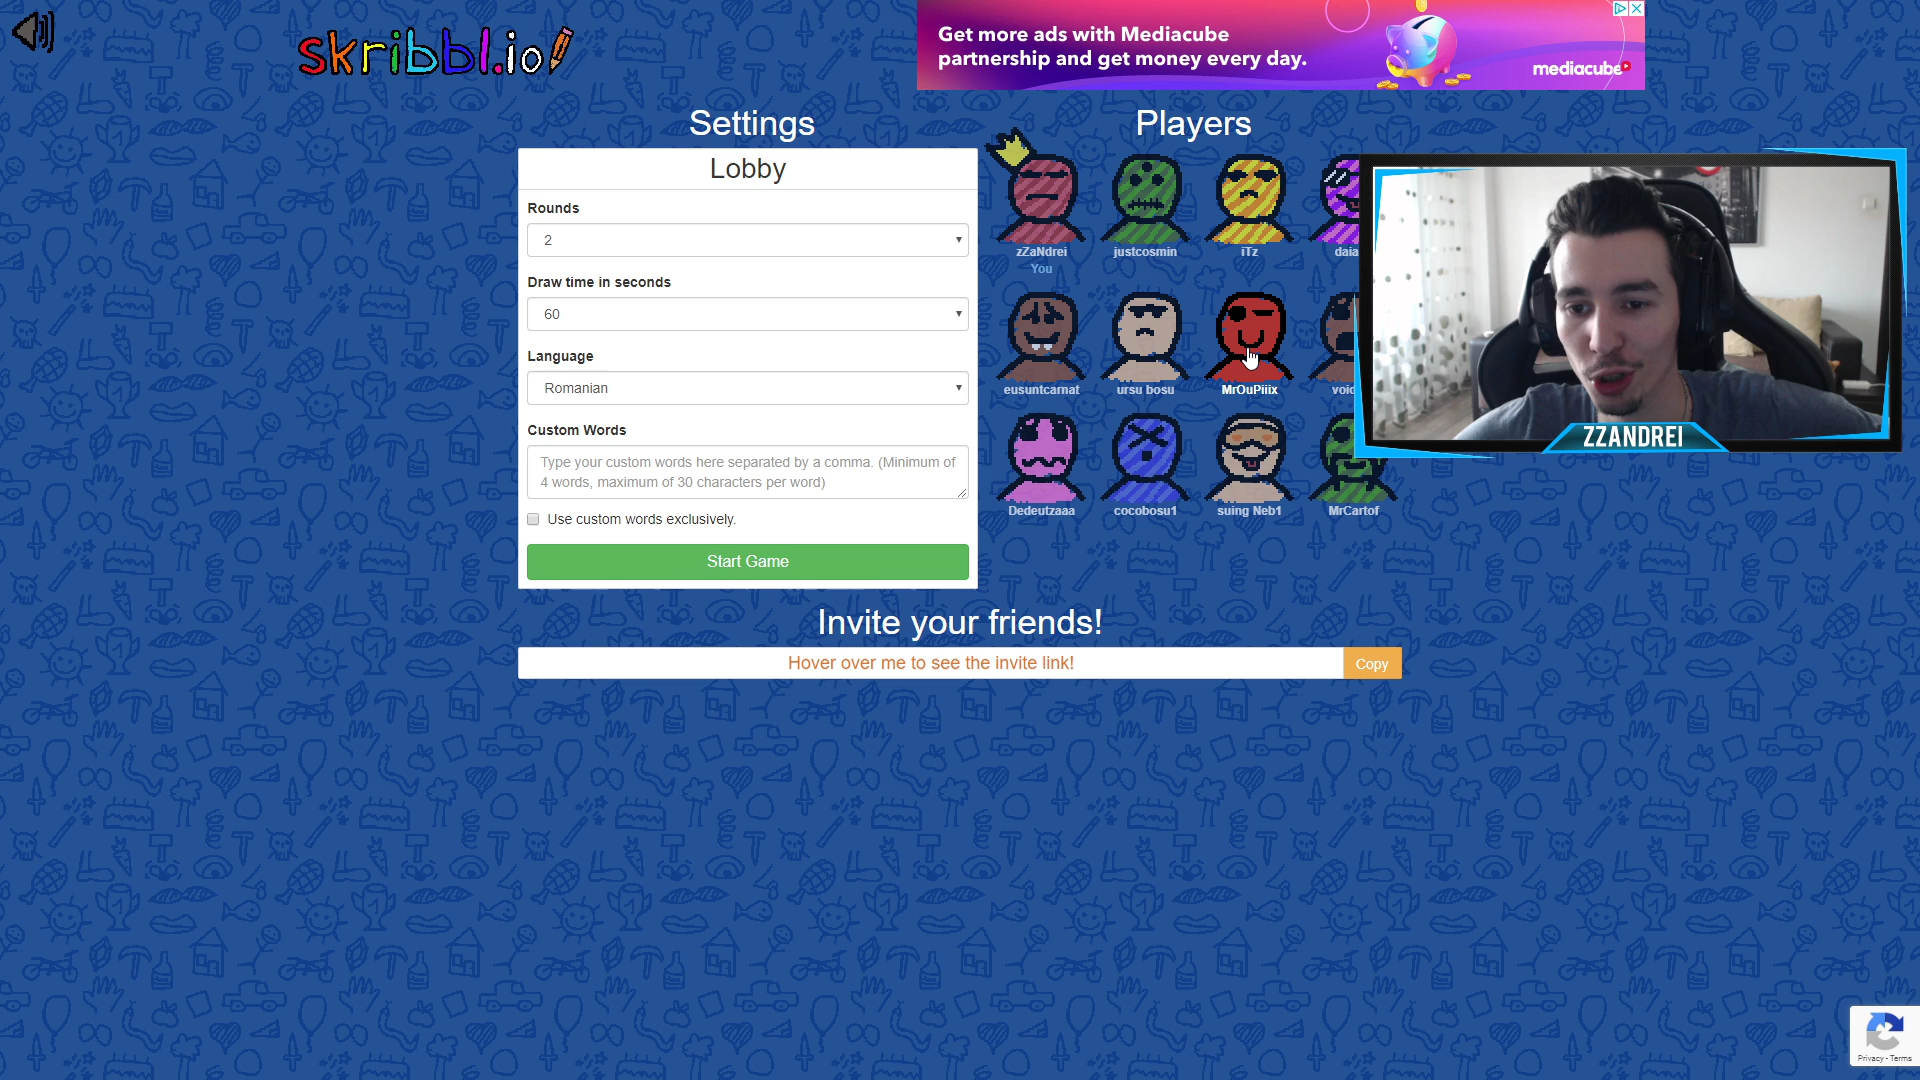 skribbl.io
Get more ads with Mediacube
partnership and get money every day.
mediacube
Settings
Players
Lobby
Rounds
2
Draw time in seconds
60
Language
Romanian
Custom Words
Type your custom words here separated by a comma. (Minimum of
4 words, maximum of 30 characters per word)
Use custom words exclusively.
Start Game
zZaNdrei
You
justcosmin
iTz
daia
eusuntcarnat
ursu bosu
MrOuPiiix
void
Dedeutzaaa
cocobosu1
suing Neb1
MrCartof
ZZANDREI
Invite your friends!
Hover over me to see the invite link!
Copy
Privacy - Terms